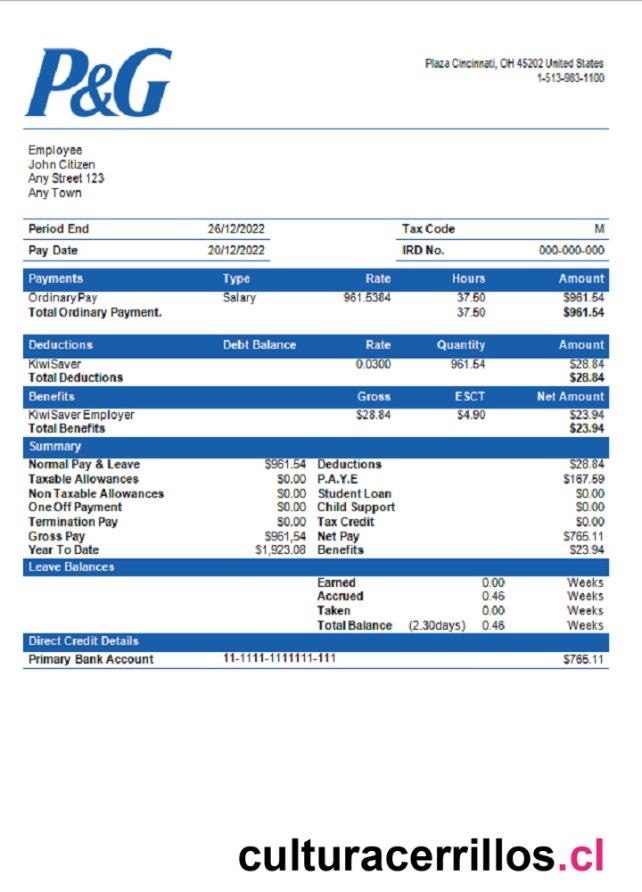 P&G
Plaza Cincinnati, OH 45202 United States
1-513-983-1100
Employee
John Citizen
Any Street 123
Any Town
Period End 26/12/2022 Tax Code M
Pay Date 20/12/2022 IRD No. 000-000-000
Payments Type Rate Hours Amount
Ordinary Pay Salary 961.5384 37.50 $961.54
Total Ordinary Payment. 37.50 $961.54
Deductions Debt Balance Rate Quantity Amount
KiwiSaver 0.0300 961.54 $28.84
Total Deductions $28.84
Benefits Gross ESCT Net Amount
KiwiSaver Employer $28.84 $4.90 $23.94
Total Benefits $23.94
Summary
Normal Pay & Leave $961.54 Deductions $28.84
Taxable Allowances $0.00 P.A.Y.E $167.59
Non Taxable Allowances $0.00 Student Loan $0.00
One Off Payment $0.00 Child Support $0.00
Termination Pay $0.00 Tax Credit $0.00
Gross Pay $961,54 Net Pay $765.11
Year To Date $1,923.08 Benefits $23.94
Leave Balances
Earned 0.00 Weeks
Accrued 0.46 Weeks
Taken 0.00 Weeks
Total Balance (2.30days) 0.46 Weeks
Direct Credit Details
Primary Bank Account 11-1111-1111111-111 $765.11
culturacerrillos.cl